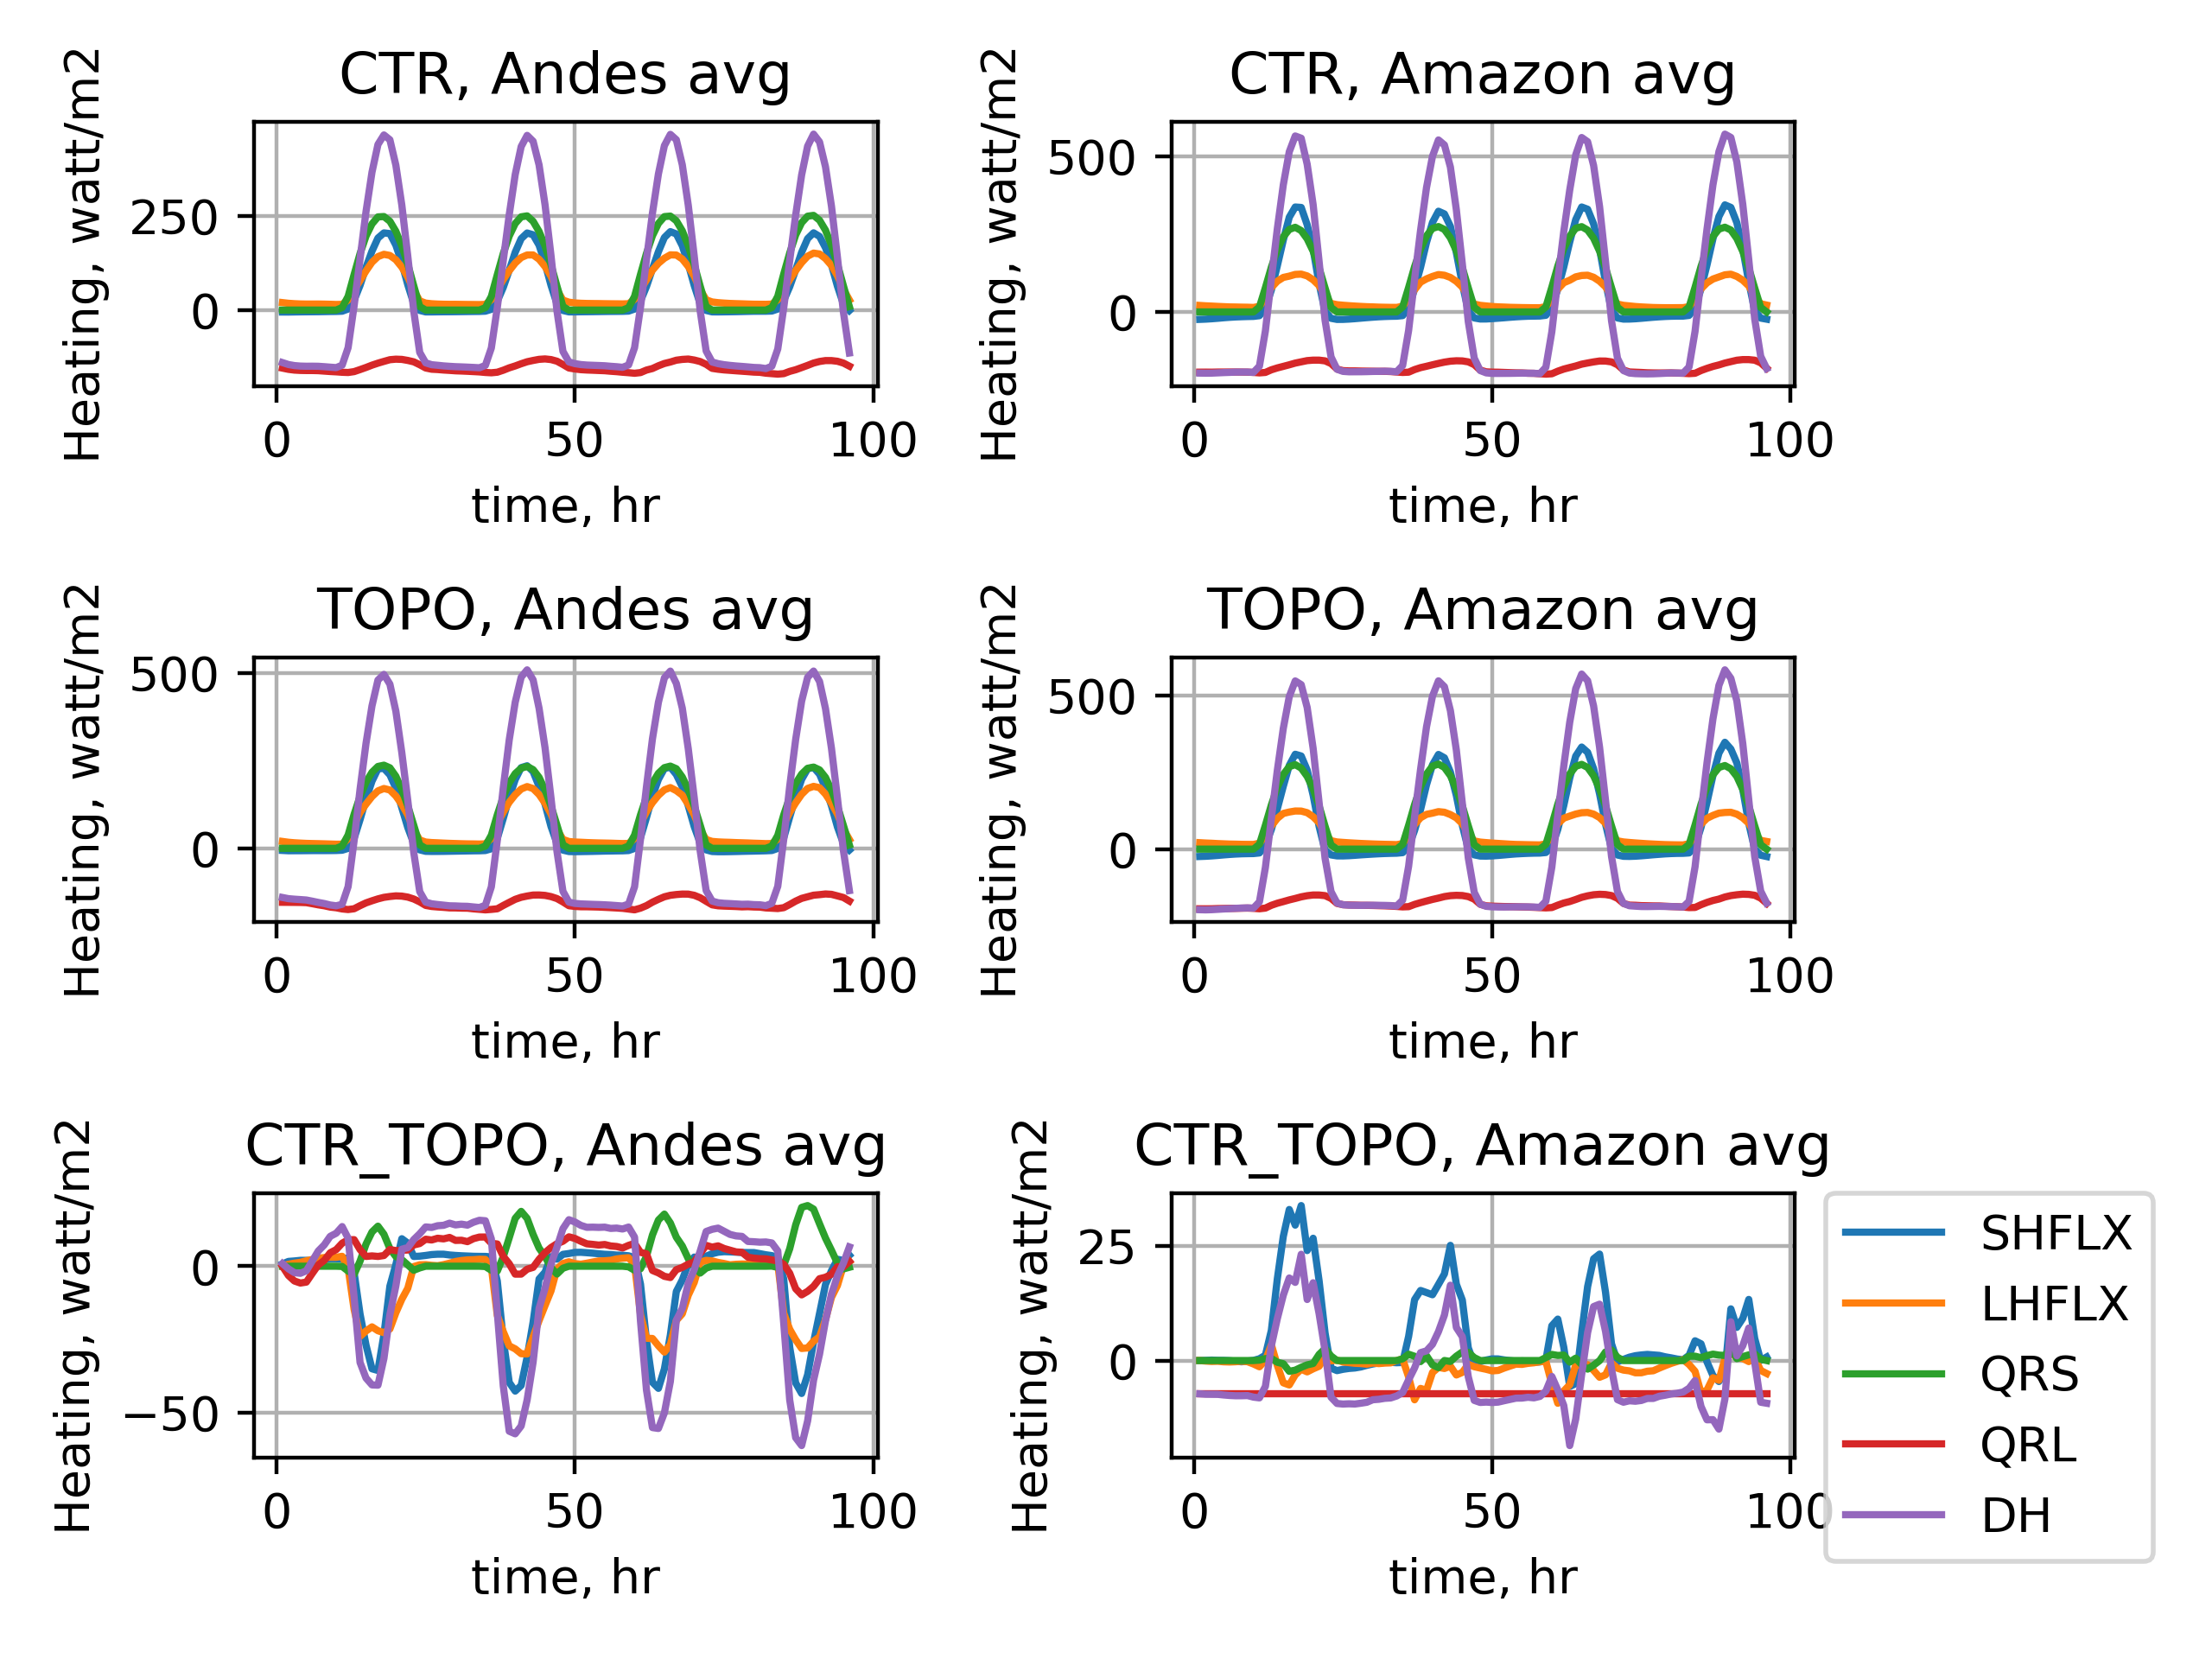 CTR, Andes avg
Heating, watt/m2
250
0
0 50 100
time, hr
CTR, Amazon avg
Heating, watt/m2
500
0
0 50 100
time, hr
TOPO, Andes avg
Heating, watt/m2
500
0
0 50 100
time, hr
TOPO, Amazon avg
Heating, watt/m2
500
0
0 50 100
time, hr
CTR_TOPO, Andes avg
Heating, watt/m2
0
−50
0 50 100
time, hr
CTR_TOPO, Amazon avg
Heating, watt/m2
25
0
0 50 100
time, hr
SHFLX
LHFLX
QRS
QRL
DH